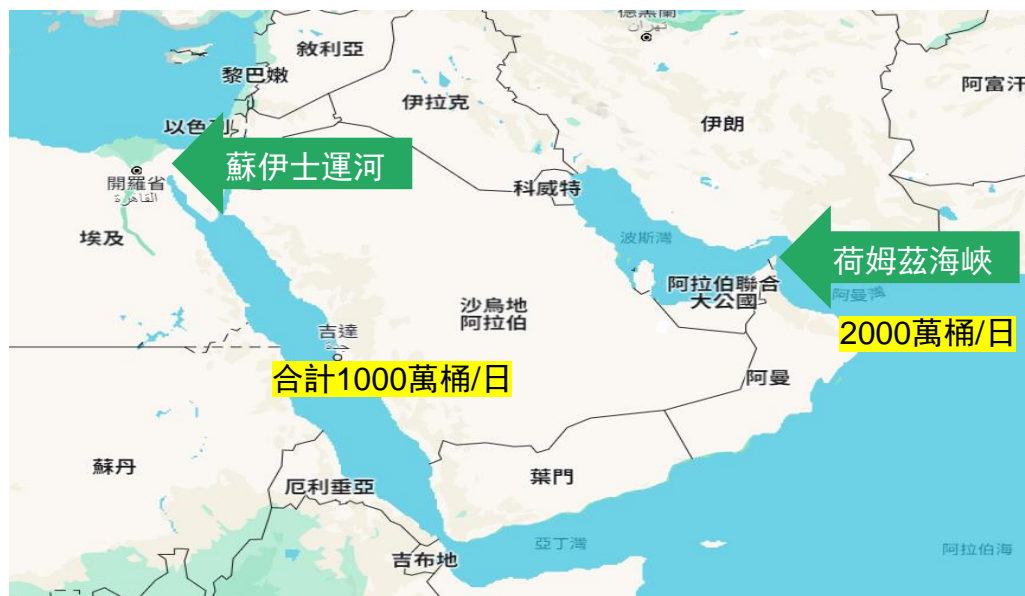 德黑蘭
تهران
敘利亞
黎巴嫩
阿富汗
伊拉克
伊朗
以色列
蘇伊士運河
開羅省
القاهرة
科威特
埃及
波斯灣
荷姆茲海峽
阿拉伯聯合
大公國
阿曼灣
沙烏地
阿拉伯
吉達
جدة
2000萬桶/日
合計1000萬桶/日
阿曼
蘇丹
葉門
厄利垂亞
亞丁灣
阿拉伯海
吉布地